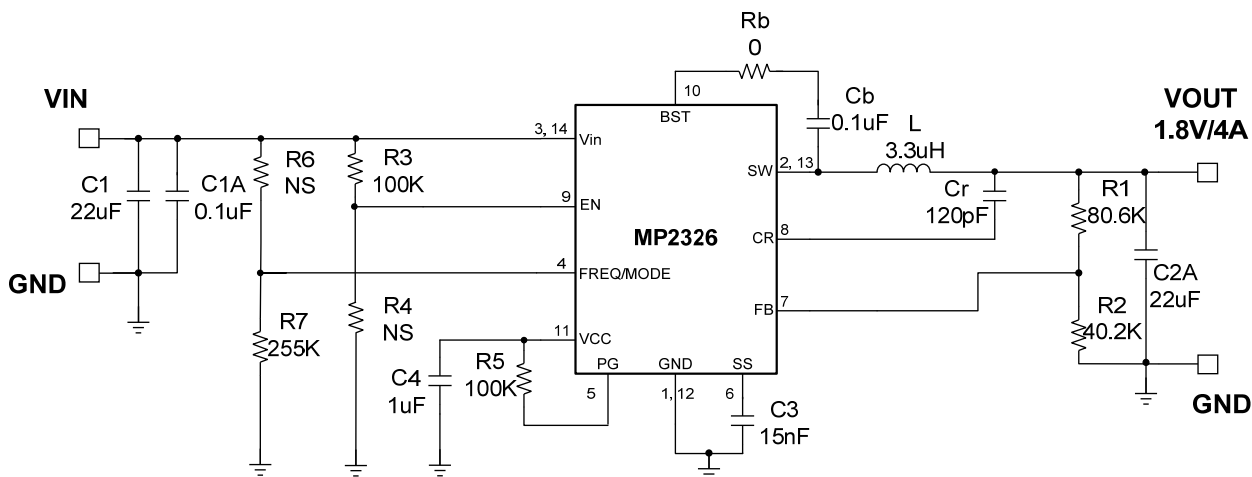 Rb
0
VIN
10
BST
Cb
0.1uF
L
3.3uH
VOUT
1.8V/4A
3, 14
Vin
R6
NS
R3
100K
C1
22uF
C1A
0.1uF
SW
2, 13
Cr
120pF
R1
80.6K
9
EN
MP2326
CR
8
GND
4
FREQ/MODE
C2A
22uF
R7
255K
R4
NS
FB
7
R2
40.2K
11
VCC
C4
1uF
R5
100K
PG
5
GND
1, 12
SS
6
C3
15nF
GND